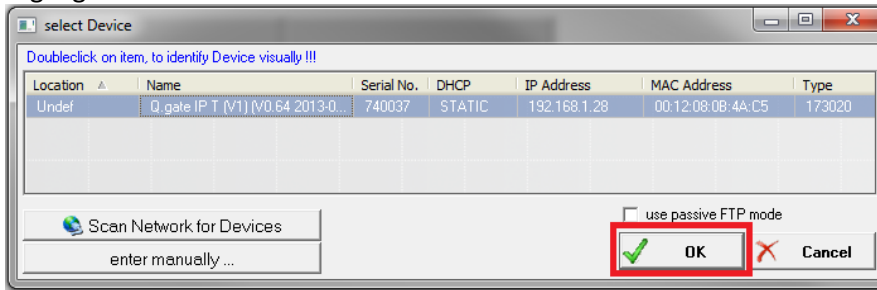 select Device
Doubleclick on item, to identify Device visually !!!
Location Name Serial No. DHCP IP Address MAC Address Type
Undef Q.gate IP T (V1) (V0.64 2013-0... 740037 STATIC 192.168.1.28 00:12:08:0B:4A:C5 173020
use passive FTP mode
Scan Network for Devices
OK Cancel
enter manually ...